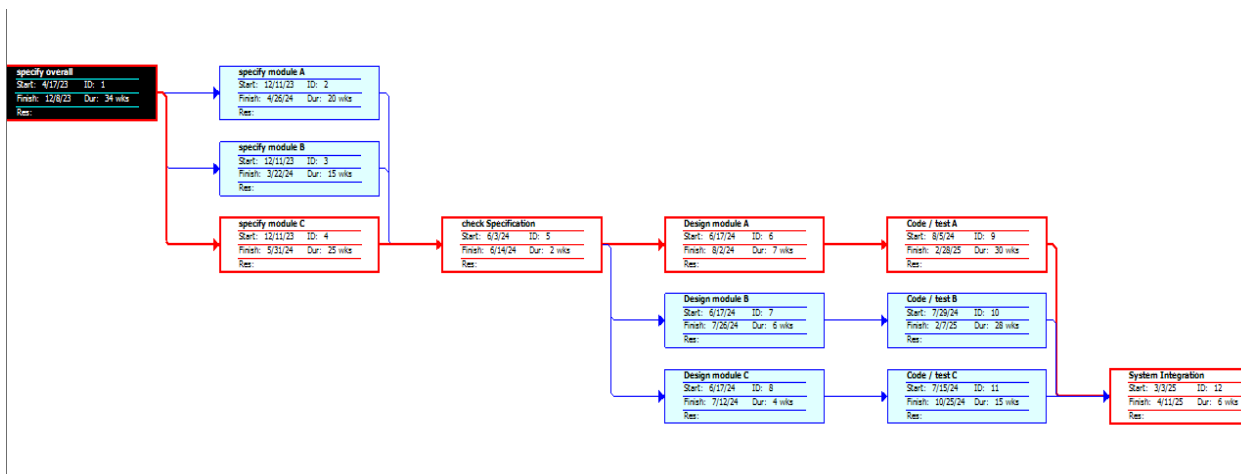 specify overall
Start: 4/17/23 ID: 1
Finish: 12/8/23 Dur: 34 wks
Res:
specify module A
Start: 12/11/23 ID: 2
Finish: 4/26/24 Dur: 20 wks
Res:
specify module B
Start: 12/11/23 ID: 3
Finish: 3/22/24 Dur: 15 wks
Res:
specify module C
Start: 12/11/23 ID: 4
Finish: 5/31/24 Dur: 25 wks
Res:
check Specification
Start: 6/3/24 ID: 5
Finish: 6/14/24 Dur: 2 wks
Res:
Design module A
Start: 6/17/24 ID: 6
Finish: 8/2/24 Dur: 7 wks
Res:
Code / test A
Start: 8/5/24 ID: 9
Finish: 2/28/25 Dur: 30 wks
Res:
Design module B
Start: 6/17/24 ID: 7
Finish: 7/26/24 Dur: 6 wks
Res:
Code / test B
Start: 7/29/24 ID: 10
Finish: 2/7/25 Dur: 28 wks
Res:
Design module C
Start: 6/17/24 ID: 8
Finish: 7/12/24 Dur: 4 wks
Res:
Code / test C
Start: 7/15/24 ID: 11
Finish: 10/25/24 Dur: 15 wks
Res:
System Integration
Start: 3/3/25 ID: 12
Finish: 4/11/25 Dur: 6 wks
Res: